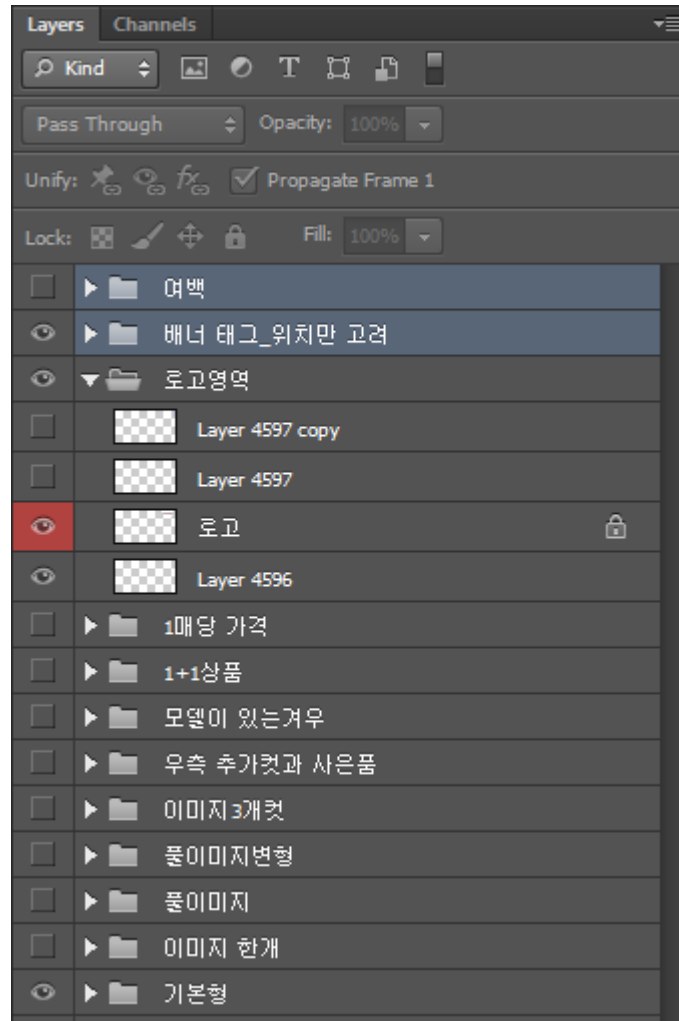 Layers Channels
Kind T
Pass Through Opacity: 100%
Unify: fx Propagate Frame 1
Lock: Fill: 100%
여백
배너 태그_위치만 고려
로고영역
Layer 4597 copy
Layer 4597
로고
Layer 4596
1매당 가격
1+1상품
모델이 있는겨우
우측 추가컷과 사은품
이미지3개컷
풀이미지변형
풀이미지
이미지 한개
기본형